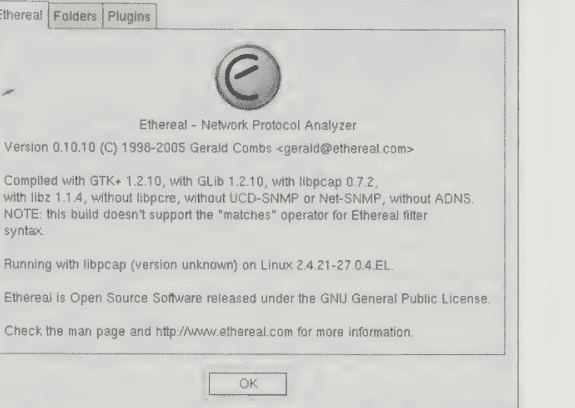 Ethereal Folders Plugins
Ethereal - Network Protocol Analyzer
Version 0.10.10 (C) 1998-2005 Gerald Combs <gerald@ethereal.com>
Compiled with GTK+ 1.2.10, with GLib 1.2.10, with libpcap 0.7.2,
with libz 1.1.4, without libpcre, without UCD-SNMP or Net-SNMP, without ADNS.
NOTE: this build doesn't support the "matches" operator for Ethereal filter
syntax.
Running with libpcap (version unknown) on Linux 2.4.21-27.0.4.EL.
Ethereal is Open Source Software released under the GNU General Public License.
Check the man page and http://www.ethereal.com for more information.
OK